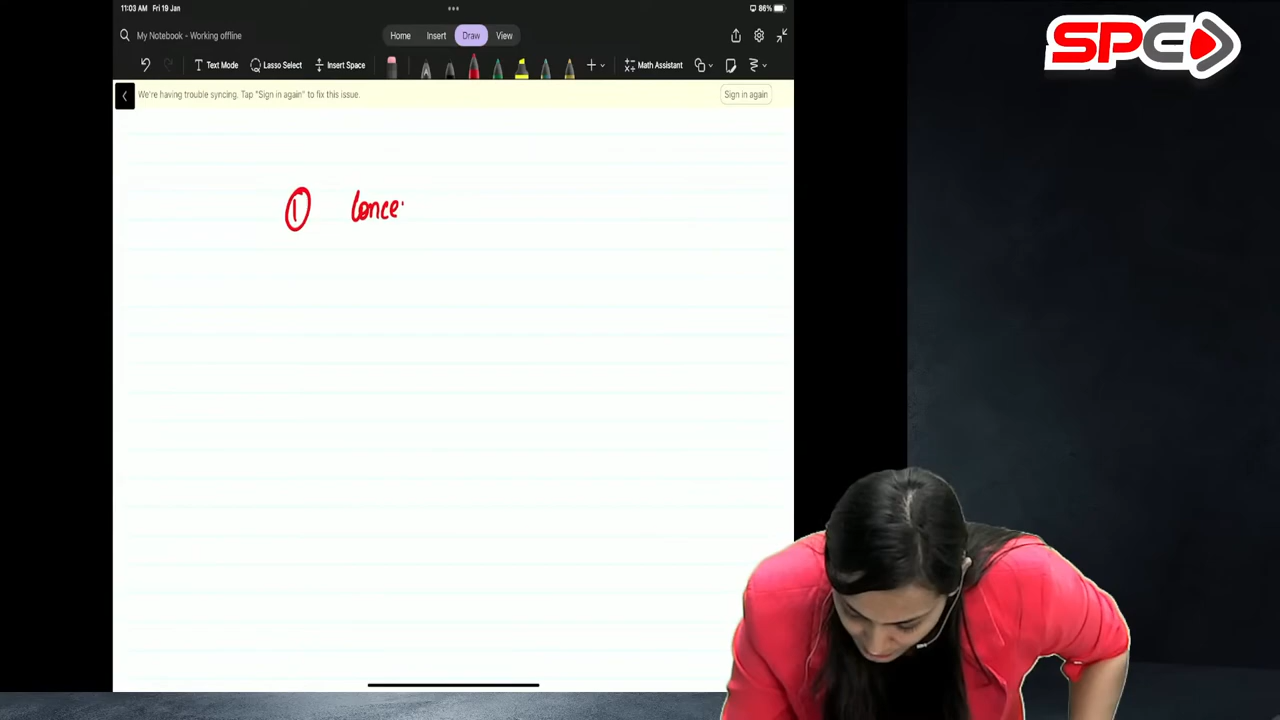 11:03 AM Fri 19 Jan
86%
SPE
My Notebook - Working offline
Home Insert Draw View
Text Mode Lasso Select Insert Space Math Assistant
We're having trouble syncing. Tap "Sign in again" to fix this issue. Sign in again
① Conce